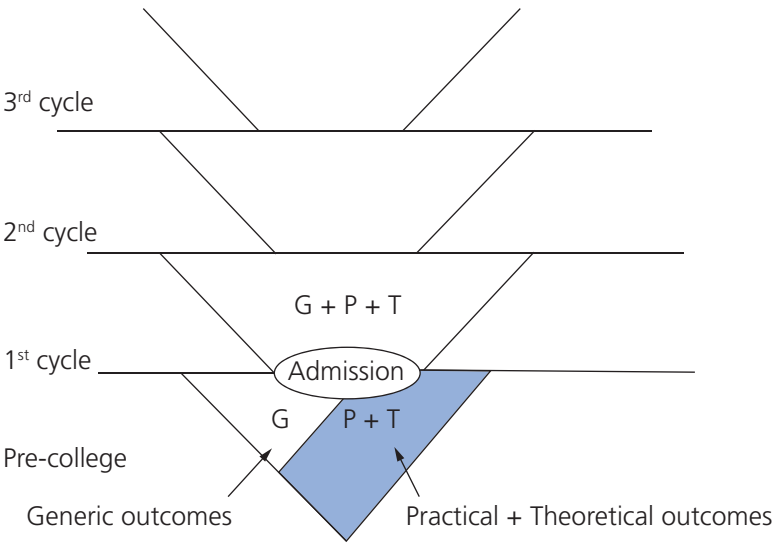 3rd cycle
2nd cycle
G + P + T
1st cycle
Admission
G
P + T
Pre-college
Generic outcomes
Practical + Theoretical outcomes